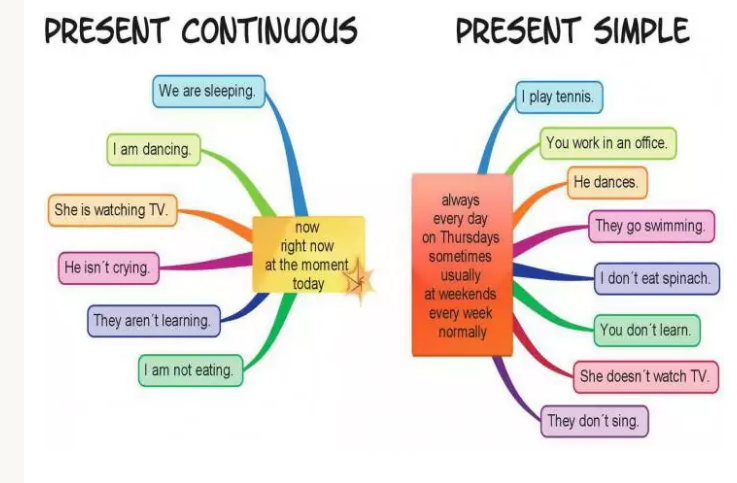 PRESENT CONTINUOUS
We are sleeping.
I am dancing.
She is watching TV.
He isn´t crying.
They aren´t learning.
I am not eating.
now
right now
at the moment
today
PRESENT SIMPLE
I play tennis.
You work in an office.
He dances.
They go swimming.
I don´t eat spinach.
You don´t learn.
She doesn´t watch TV.
They don´t sing.
always
every day
on Thursdays
sometimes
usually
at weekends
every week
normally